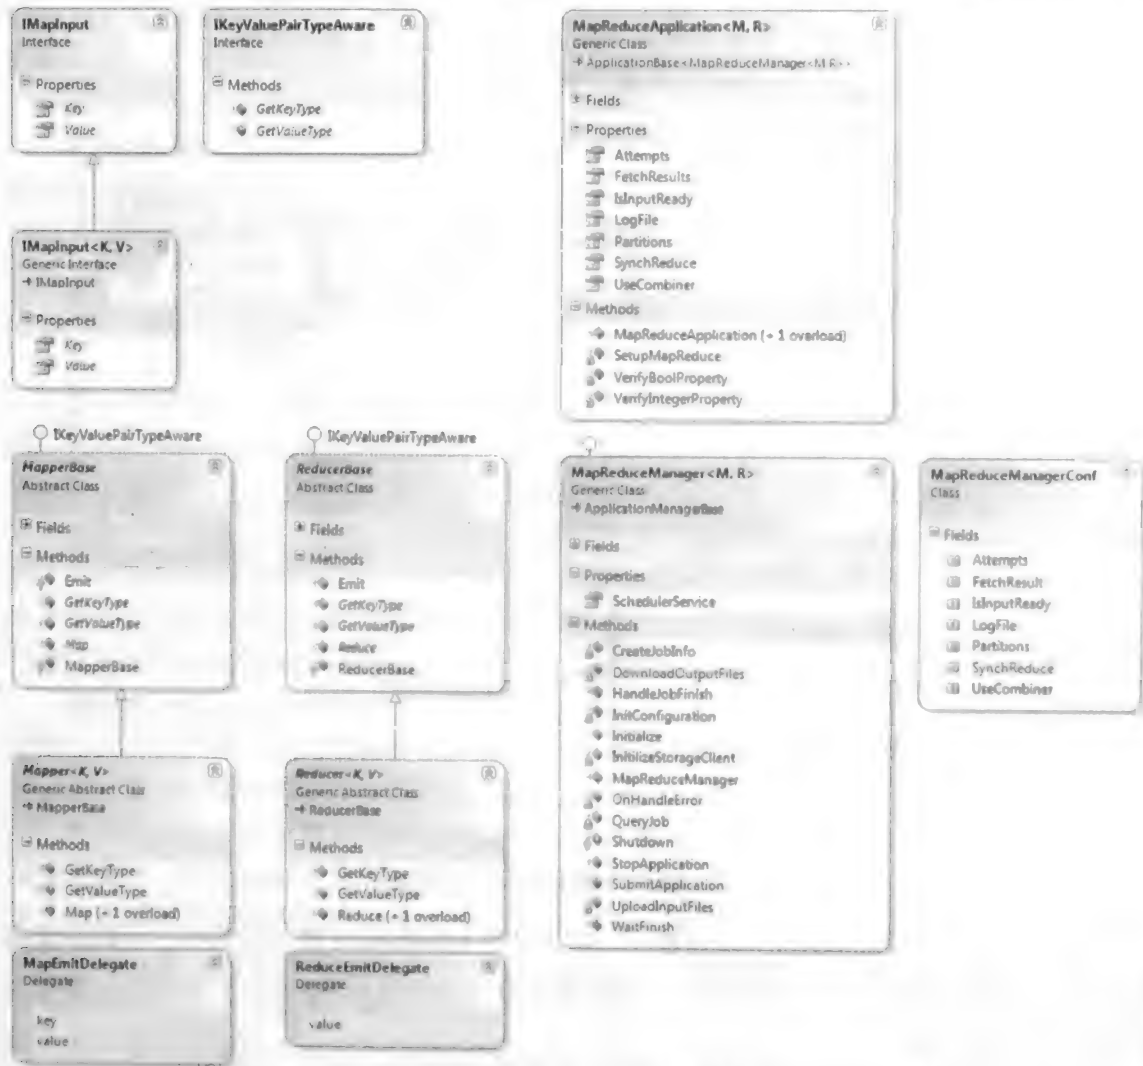 IMapInput
Interface
Properties
Key
Value
IKeyValuePairTypeAware
Interface
Methods
GetKeyType
GetValueType
MapReduceApplication<M, R>
Generic Class
ApplicationBase<MapReduceManager<M,R>>
Fields
Properties
Attempts
FetchResults
IsInputReady
LogFile
Partitions
SynchReduce
UseCombiner
Methods
MapReduceApplication (+ 1 overload)
SetupMapReduce
VerifyBoolProperty
VerifyIntegerProperty
IMapInput<K, V>
Generic Interface
IMapInput
Properties
Key
Value
IKeyValuePairTypeAware
MapperBase
Abstract Class
Fields
Methods
Emit
GetKeyType
GetValueType
Map
MapperBase
IKeyValuePairTypeAware
ReducerBase
Abstract Class
Fields
Methods
Emit
GetKeyType
GetValueType
Reduce
ReducerBase
MapReduceManager<M, R>
Generic Class
ApplicationManagerBase
Fields
Properties
SchedulerService
Methods
CreateJobInfo
DownloadOutputFiles
HandleJobFinish
InitConfiguration
Initialize
InitilizeStorageClient
MapReduceManager
OnHandleError
QueryJob
Shutdown
StopApplication
SubmitApplication
UploadInputFiles
WaitFinish
MapReduceManagerConf
Class
Fields
Attempts
FetchResult
IsInputReady
LogFile
Partitions
SynchReduce
UseCombiner
Mapper<K, V>
Generic Abstract Class
MapperBase
Methods
GetKeyType
GetValueType
Map (+ 1 overload)
Reducer<K, V>
Generic Abstract Class
ReducerBase
Methods
GetKeyType
GetValueType
Reduce (+ 1 overload)
MapEmitDelegate
Delegate
key
value
ReduceEmitDelegate
Delegate
value